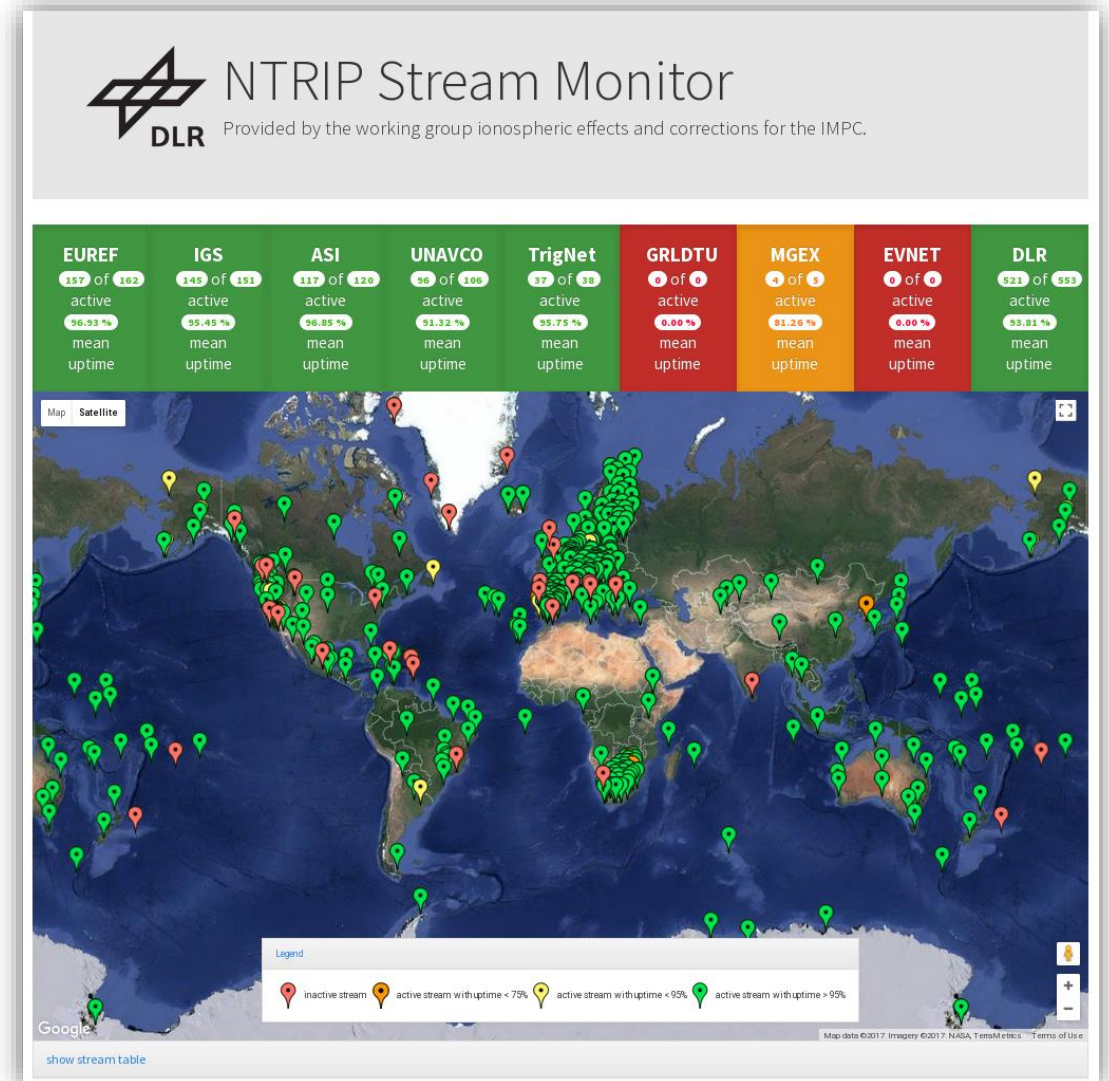 DLR
NTRIP Stream Monitor
Provided by the working group ionospheric effects and corrections for the IMPC.
EUREF
157 of 162
active
96.93 %
mean
uptime
IGS
145 of 151
active
95.45 %
mean
uptime
ASI
117 of 120
active
96.85 %
mean
uptime
UNAVCO
96 of 106
active
91.32 %
mean
uptime
TrigNet
37 of 38
active
95.75 %
mean
uptime
GRLDTU
0 of 0
active
0.00 %
mean
uptime
MGEX
4 of 5
active
81.26 %
mean
uptime
EVNET
0 of 0
active
0.00 %
mean
uptime
DLR
521 of 553
active
93.81 %
mean
uptime
Map Satellite
Legend
inactive stream active stream with uptime < 75% active stream with uptime < 95% active stream with uptime > 95%
Google
Map data ©2017 Imagery ©2017 NASA, TerraMetrics Terms of Use
show stream table